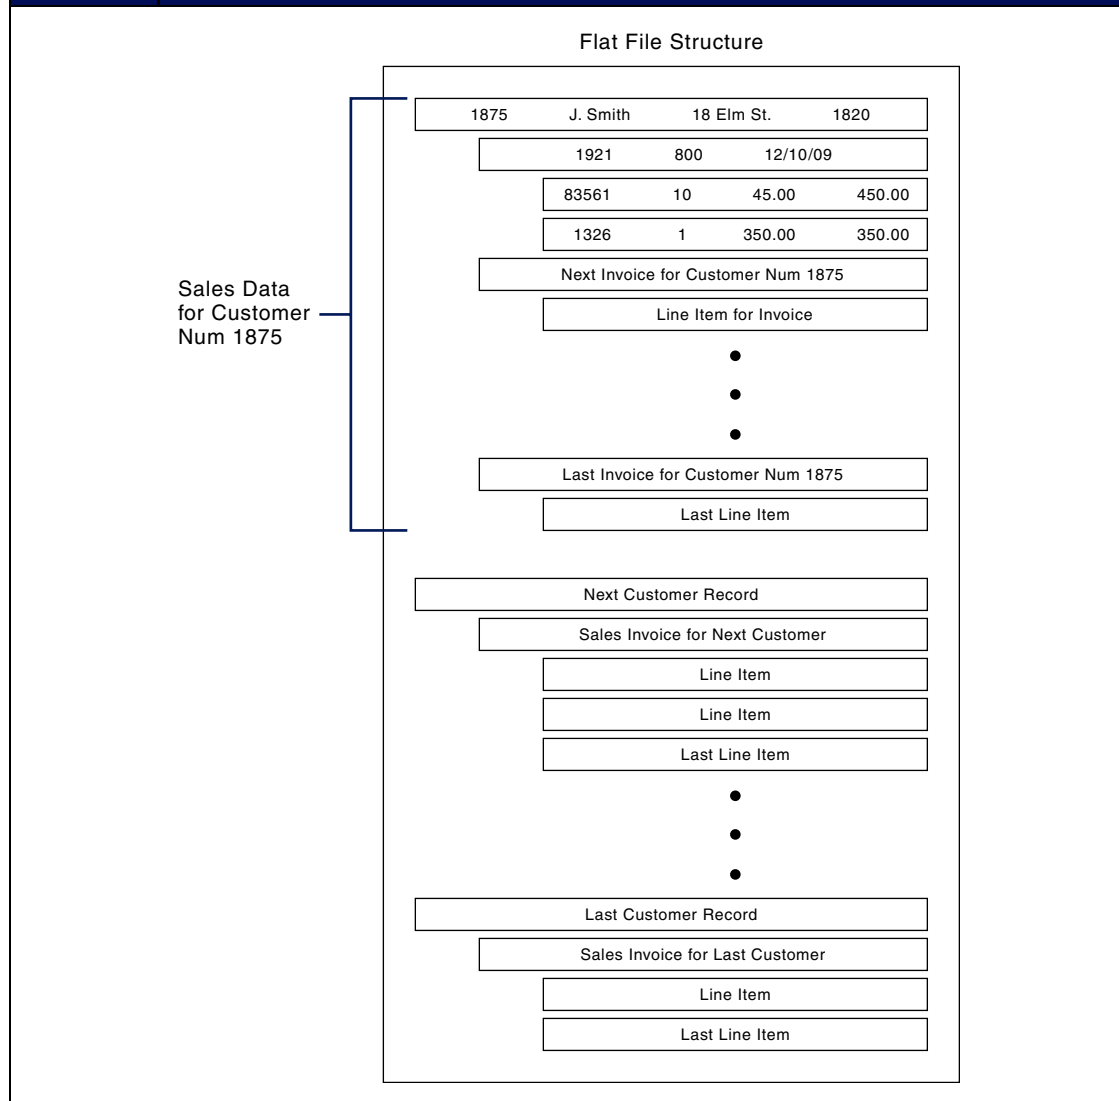 Flat File Structure
1875 J. Smith 18 Elm St. 1820
1921 800 12/10/09
83561 10 45.00 450.00
1326 1 350.00 350.00
Next Invoice for Customer Num 1875
Line Item for Invoice
Sales Data
for Customer
Num 1875
Last Invoice for Customer Num 1875
Last Line Item
Next Customer Record
Sales Invoice for Next Customer
Line Item
Line Item
Last Line Item
Last Customer Record
Sales Invoice for Last Customer
Line Item
Last Line Item